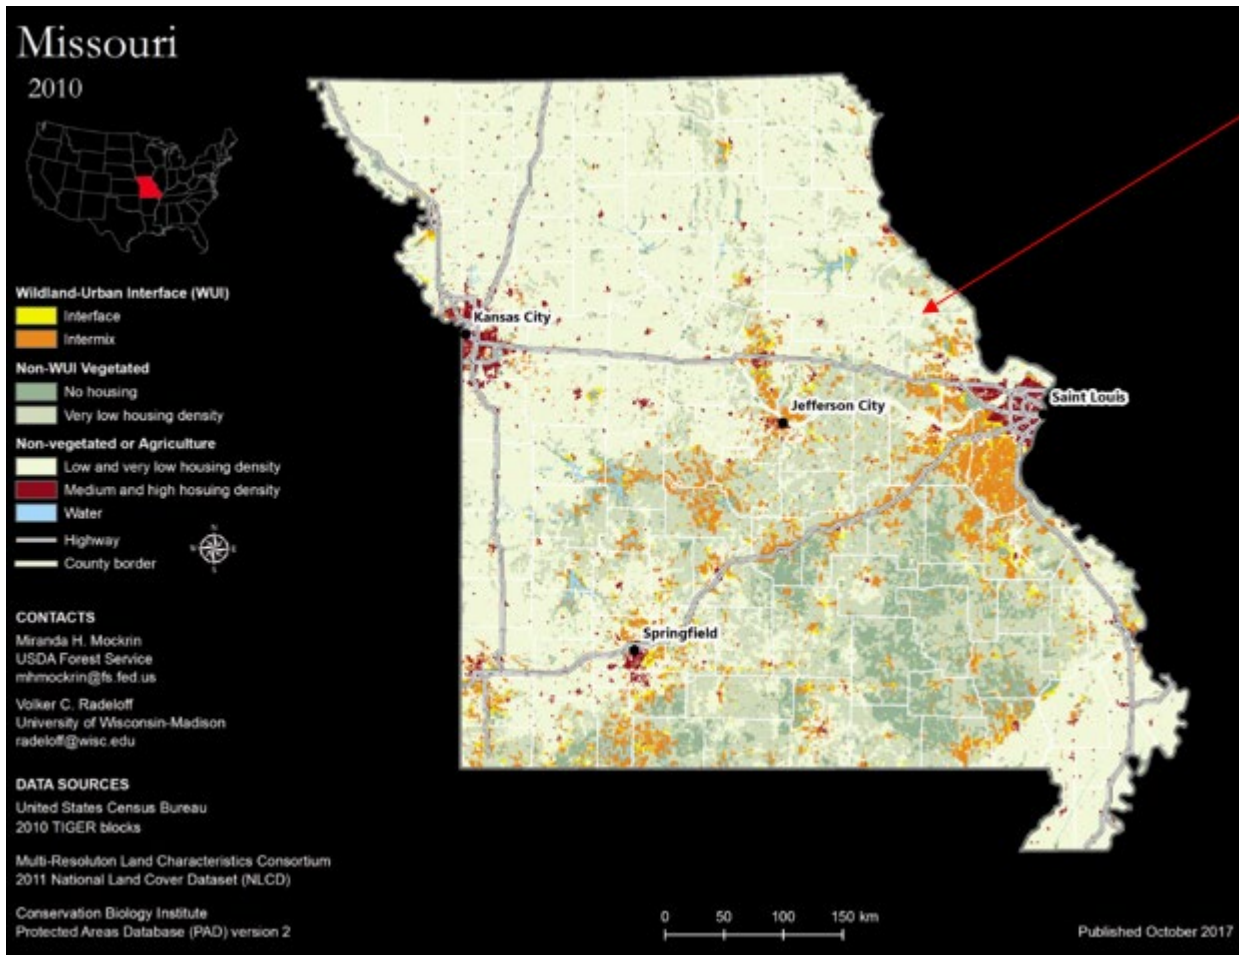 Missouri
2010
Wildland-Urban Interface (WUI)
Interface
Intermix
Non-WUI Vegetated
No housing
Very low housing density
Non-vegetated or Agriculture
Low and very low housing density
Medium and high hosuing density
Water
Highway
County border
N
W E
S
CONTACTS
Miranda H. Mockrin
USDA Forest Service
mhmockrin@fs.fed.us
Volker C. Radeloff
University of Wisconsin-Madison
radeloff@wisc.edu
DATA SOURCES
United States Census Bureau
2010 TIGER blocks
Multi-Resoluton Land Characteristics Consortium
2011 National Land Cover Dataset (NLCD)
Conservation Biology Institute
Protected Areas Database (PAD) version 2
Kansas City
Jefferson City
Saint Louis
Springfield
0 50 100 150 km
Published October 2017